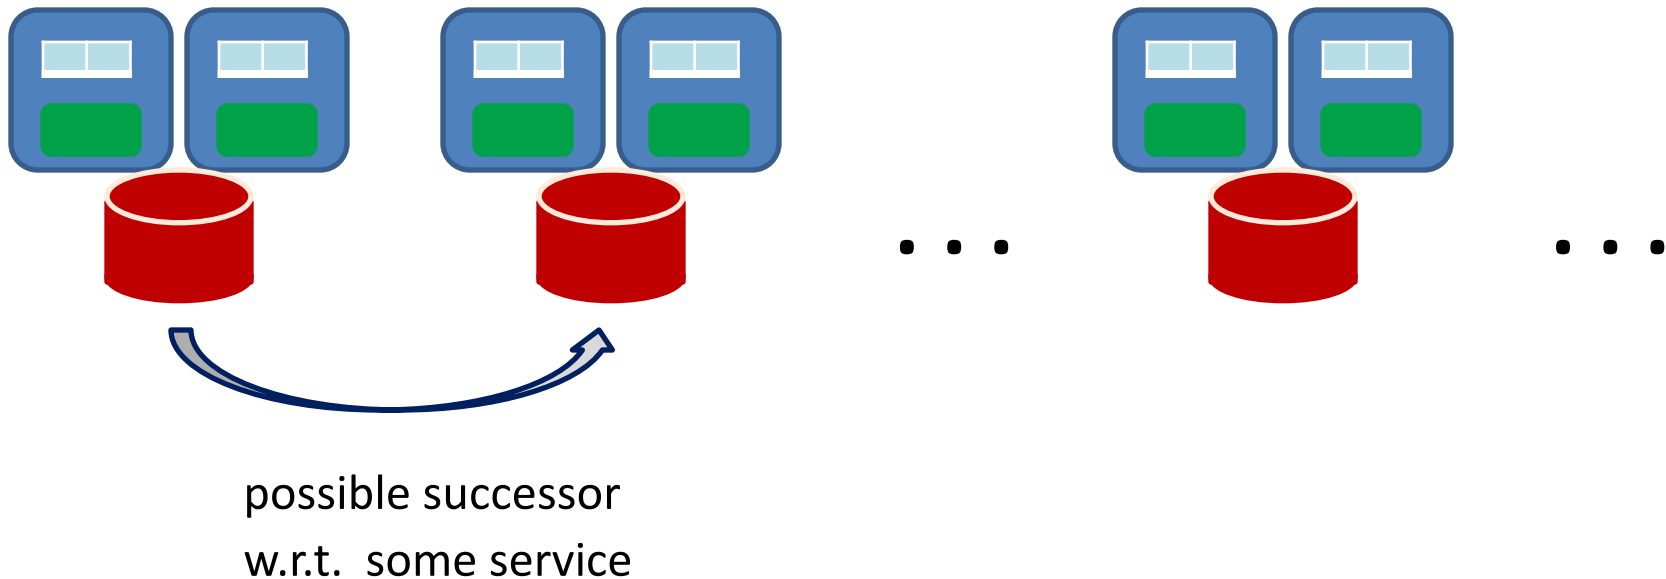 . . .
. . .
possible successor
w.r.t. some service